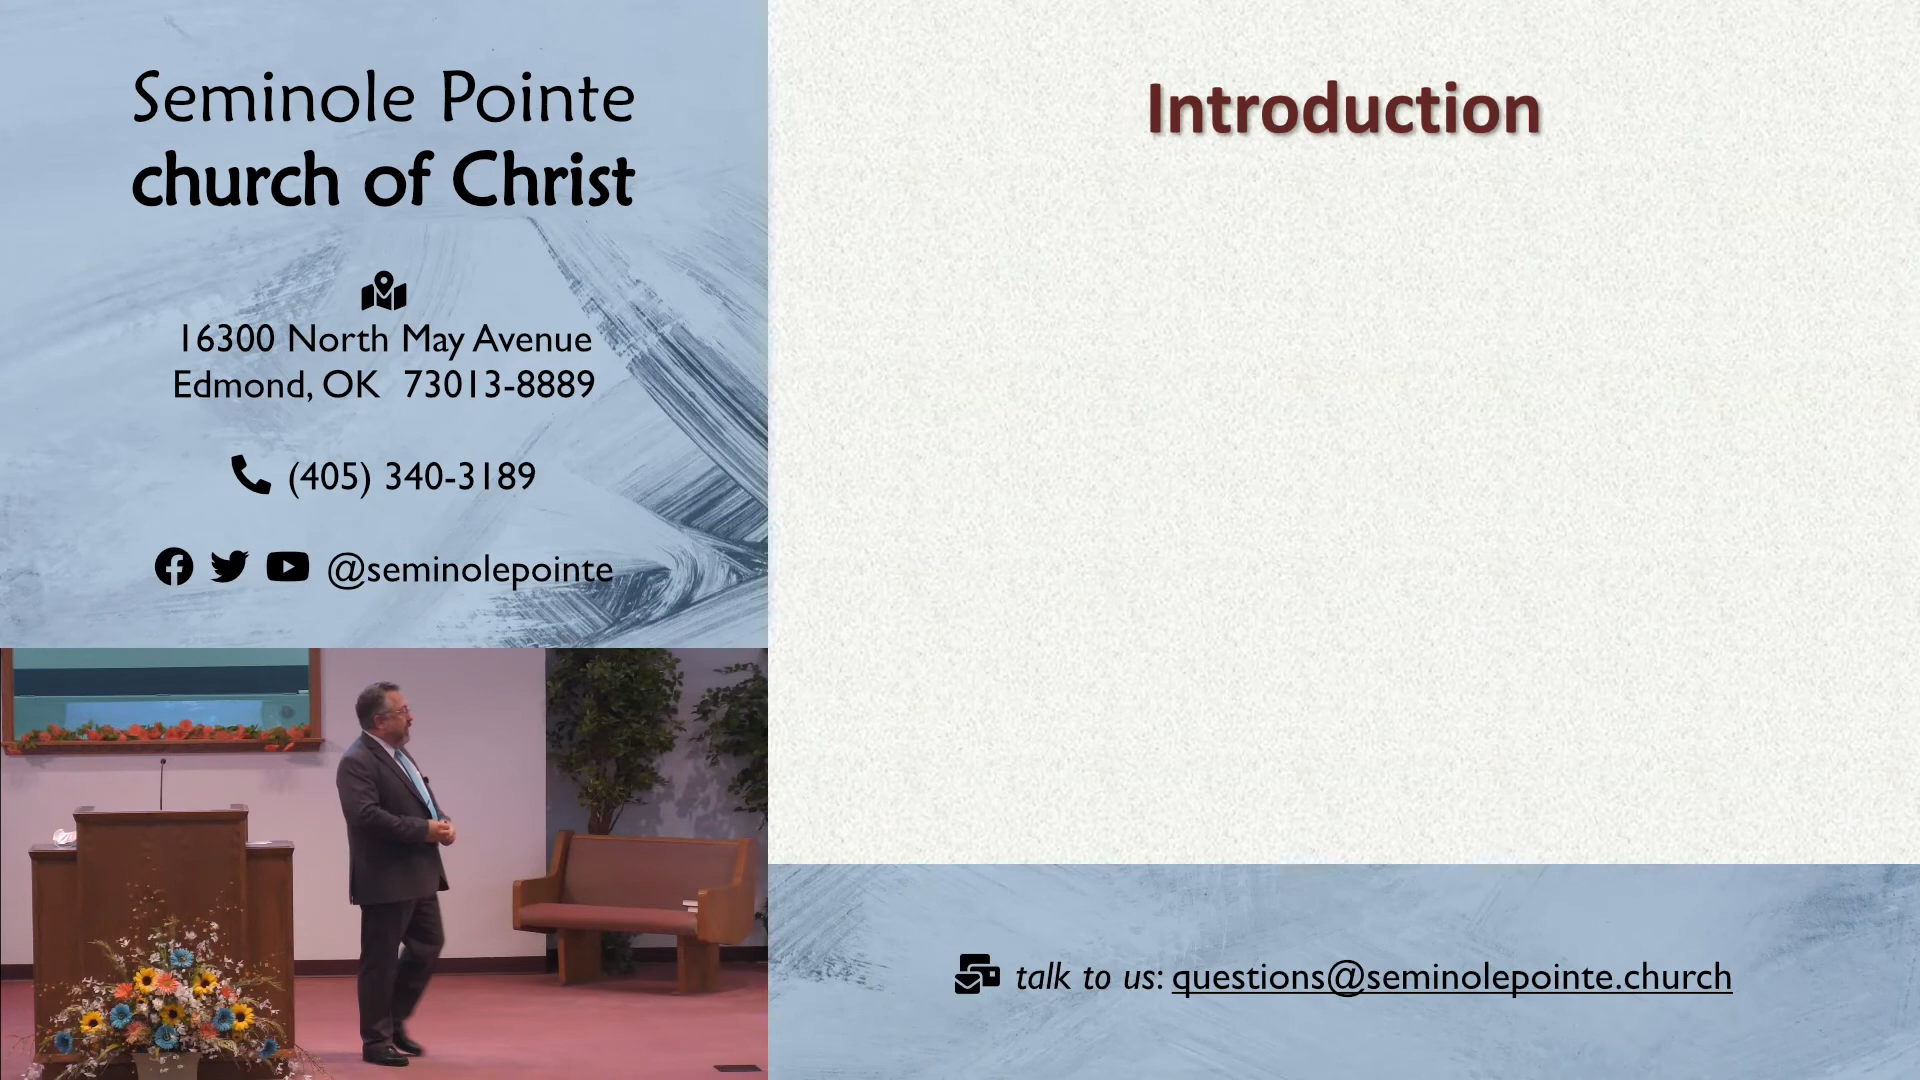 Seminole Pointe
church of Christ
16300 North May Avenue
Edmond, OK  73013-8889
(405) 340-3189
@seminolepointe
Introduction
talk to us: questions@seminolepointe.church